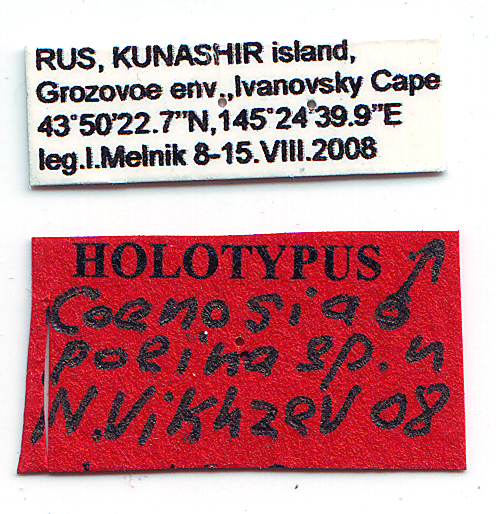 RUS, KUNASHIR island,
Grozovoe env.,Ivanovsky Cape
43°50'22.7"N,145°24'39.9"E
leg.I.Melnik 8-15.VIII.2008
HOLOTYPUS ♂
Coenosia
poeina sp.n
N.Vikhrev 08